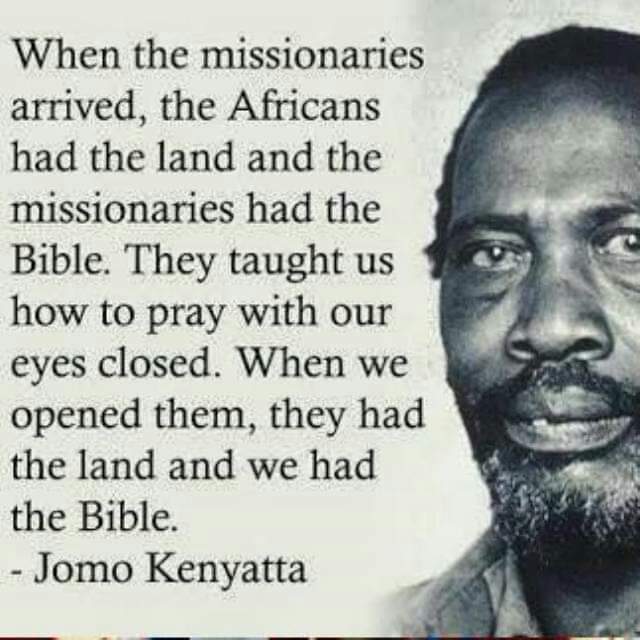 When the missionaries
arrived, the Africans
had the land and the
missionaries had the
Bible. They taught us
how to pray with our
eyes closed. When we
opened them, they had
the land and we had
the Bible.
- Jomo Kenyatta